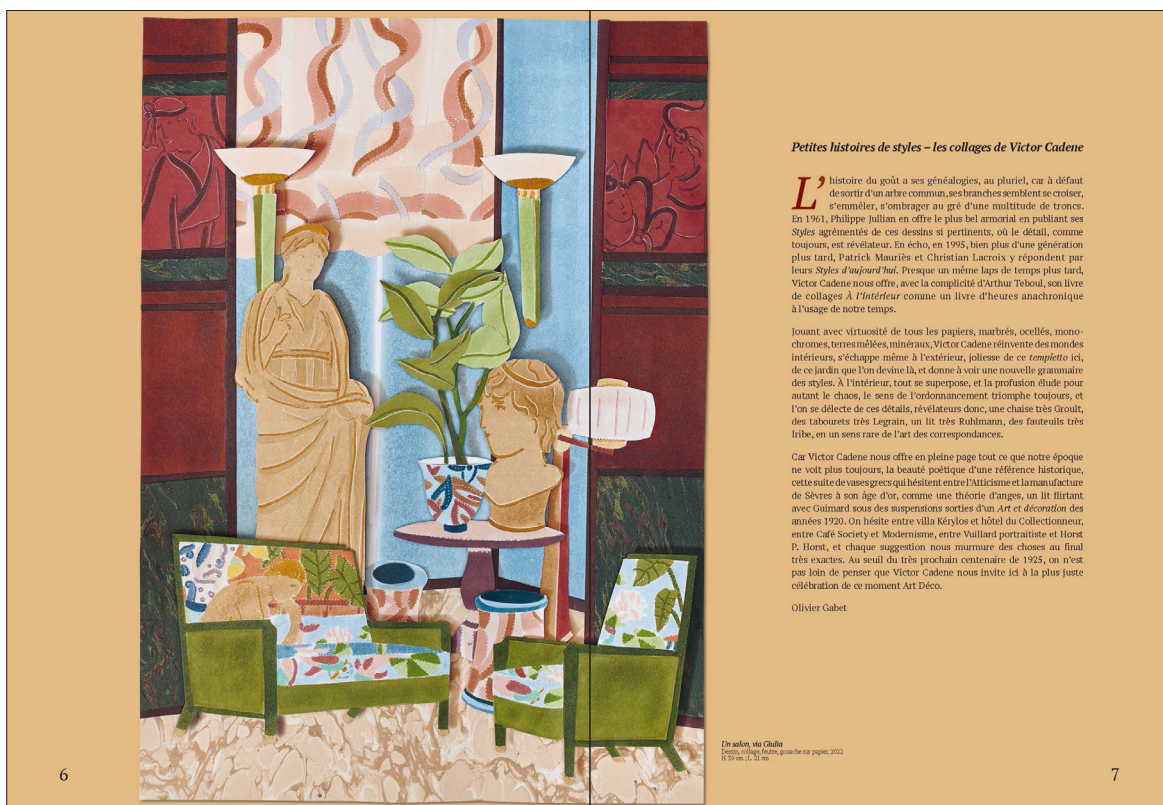 Petites histoires de styles – les collages de Victor Cadene
L’histoire du goût a ses généalogies, au pluriel, car à défaut
de sortir d’un arbre commun, ses branches semblent se croiser,
s’emmêler, s’ombrager au gré d’une multitude de troncs.
En 1961, Philippe Jullian en offre le plus bel armorial en publiant ses
Styles agrémentés de ces dessins si pertinents, où le détail, comme
toujours, est révélateur. En écho, en 1995, bien plus d’une génération
plus tard, Patrick Mauriès et Christian Lacroix y répondent par
leurs Styles d’aujourd’hui. Presque un même laps de temps plus tard,
Victor Cadene nous offre, avec la complicité d’Arthur Teboul, son livre
de collages À l’intérieur comme un livre d’heures anachronique
à l’usage de notre temps.
Jouant avec virtuosité de tous les papiers, marbrés, ocellés, mono-
chromes, terres mêlées, minéraux, Victor Cadene réinvente des mondes
intérieurs, s’échappe même à l’extérieur, joliesse de ce tempietto ici,
de ce jardin que l’on devine là, et donne à voir une nouvelle grammaire
des styles. À l’intérieur, tout se superpose, et la profusion élude pour
autant le chaos, le sens de l’ordonnancement triomphe toujours, et
l’on se délecte de ces détails, révélateurs donc, une chaise très Groult,
des tabourets très Legrain, un lit très Ruhlmann, des fauteuils très
Iribe, en un sens rare de l’art des correspondances.
Car Victor Cadene nous offre en pleine page tout ce que notre époque
ne voit plus toujours, la beauté poétique d’une référence historique,
cette suite de vases grecs qui hésitent entre l’Atticisme et la manufacture
de Sèvres à son âge d’or, comme une théorie d’anges, un lit flirtant
avec Guimard sous des suspensions sorties d’un Art et décoration des
années 1920. On hésite entre villa Kérylos et hôtel du Collectionneur,
entre Café Society et Modernisme, entre Vuillard portraitiste et Horst
P. Horst, et chaque suggestion nous murmure des choses au final
très exactes. Au seuil du très prochain centenaire de 1925, on n’est
pas loin de penser que Victor Cadene nous invite ici à la plus juste
célébration de ce moment Art Déco.
Olivier Gabet
Un salon, via Giulia
Dessin, collage, feutre, gouache sur papier, 2022
H. 30 cm | L. 21 cm
6
7